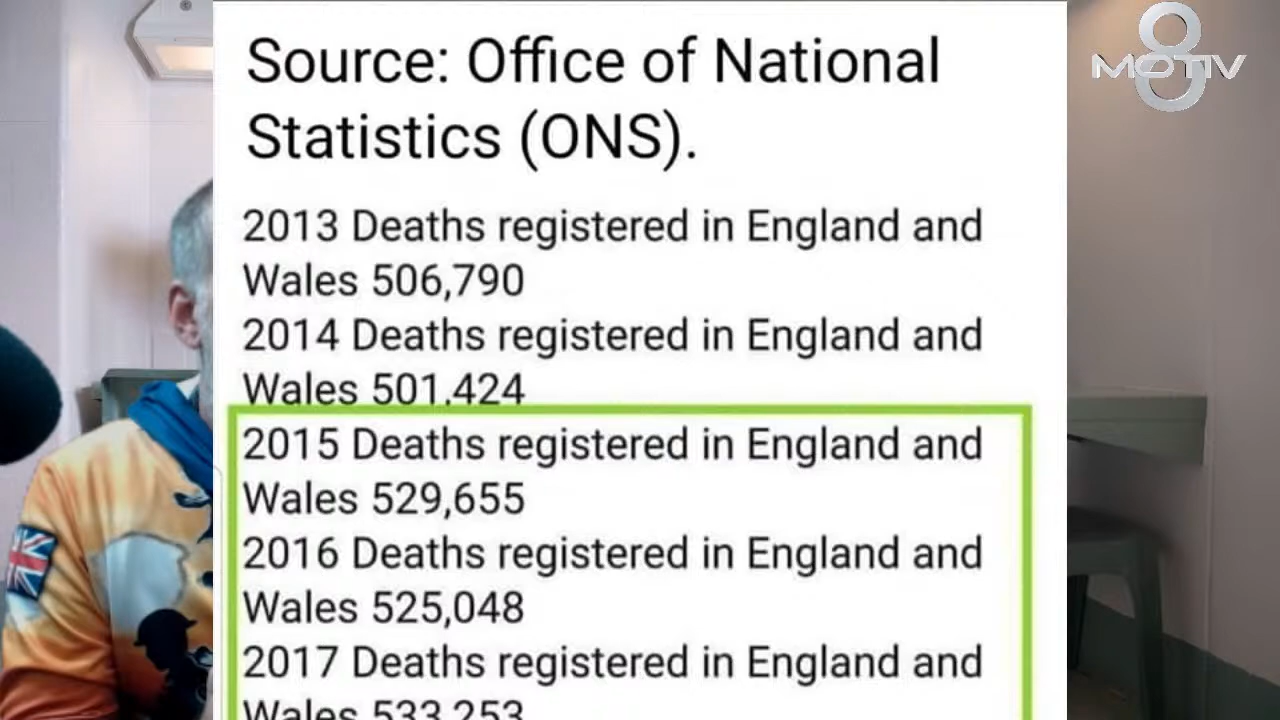 Source: Office of National
Statistics (ONS).
2013 Deaths registered in England and
Wales 506,790
2014 Deaths registered in England and
Wales 501,424
2015 Deaths registered in England and
Wales 529,655
2016 Deaths registered in England and
Wales 525,048
2017 Deaths registered in England and
Wales 533,253
8
MOTIV